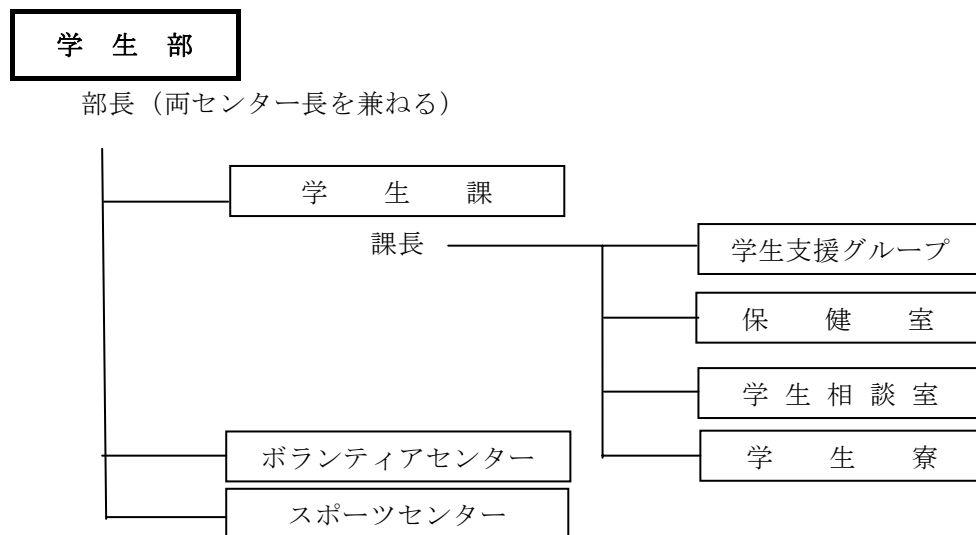 学 生 部
部長（両センター長を兼ねる）
学 生 課
課長
学生支援グループ
保 健 室
学 生 相 談 室
学 生 寮
ボランティアセンター
スポーツセンター